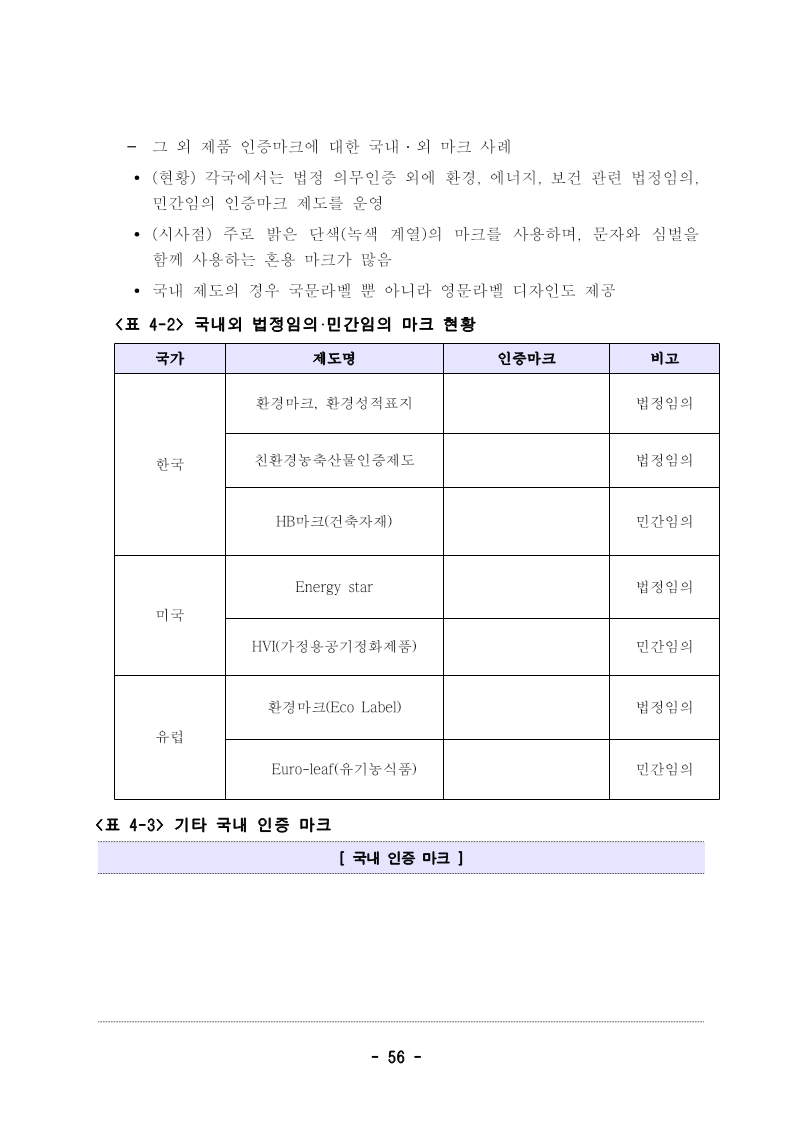 − 그 외 제품 인증마크에 대한 국내·외 마크 사례
• (현황) 각국에서는 법정 의무인증 외에 환경, 에너지, 보건 관련 법정임의,
민간임의 인증마크 제도를 운영
• (시사점) 주로 밝은 단색(녹색 계열)의 마크를 사용하며, 문자와 심벌을
함께 사용하는 혼용 마크가 많음
• 국내 제도의 경우 국문라벨 뿐 아니라 영문라벨 디자인도 제공
<표 4-2> 국내외 법정임의·민간임의 마크 현황
국가 제도명 인증마크 비고
한국
환경마크, 환경성적표지 법정임의
친환경농축산물인증제도 법정임의
HB마크(건축자재) 민간임의
미국
Energy star 법정임의
HVI(가정용공기정화제품) 민간임의
유럽
환경마크(Eco Label) 법정임의
Euro-leaf(유기농식품) 민간임의
<표 4-3> 기타 국내 인증 마크
[ 국내 인증 마크 ]
- 56 -